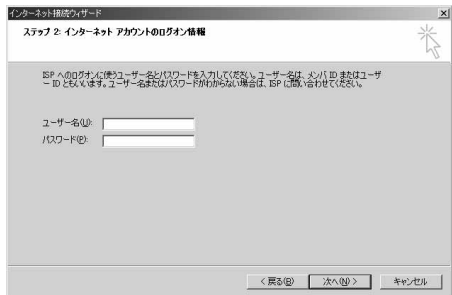 インターネット接続ウィザード
ステップ 2: インターネット アカウントのログオン情報
ISP へのログオンに使うユーザー名とパスワードを入力してください。ユーザー名は、メンバ ID またはユーザ
ー ID ともいいます。ユーザー名またはパスワードがわからない場合は、ISP に問い合わせてください。
ユーザー名(U):
パスワード(P):
< 戻る(B)
次へ(N) >
キャンセル